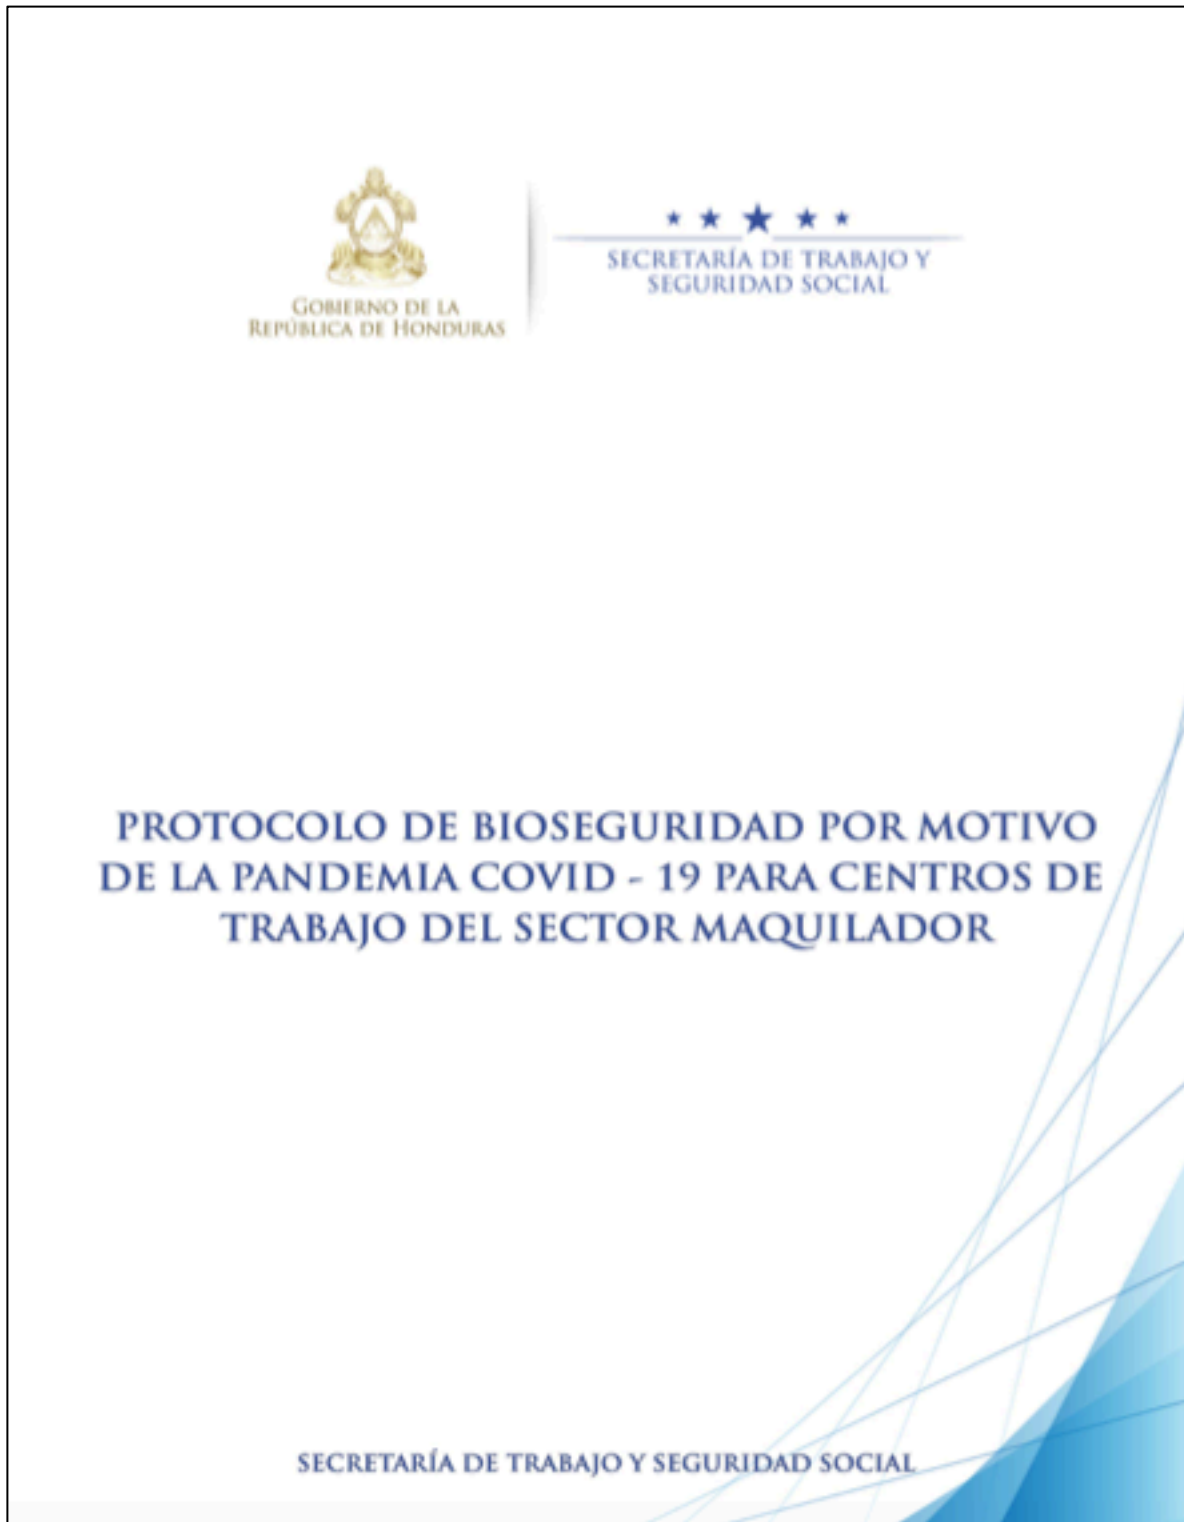 GOBIERNO DE LA
REPÚBLICA DE HONDURAS
SECRETARÍA DE TRABAJO Y
SEGURIDAD SOCIAL
PROTOCOLO DE BIOSEGURIDAD POR MOTIVO
DE LA PANDEMIA COVID - 19 PARA CENTROS DE
TRABAJO DEL SECTOR MAQUILADOR
SECRETARÍA DE TRABAJO Y SEGURIDAD SOCIAL